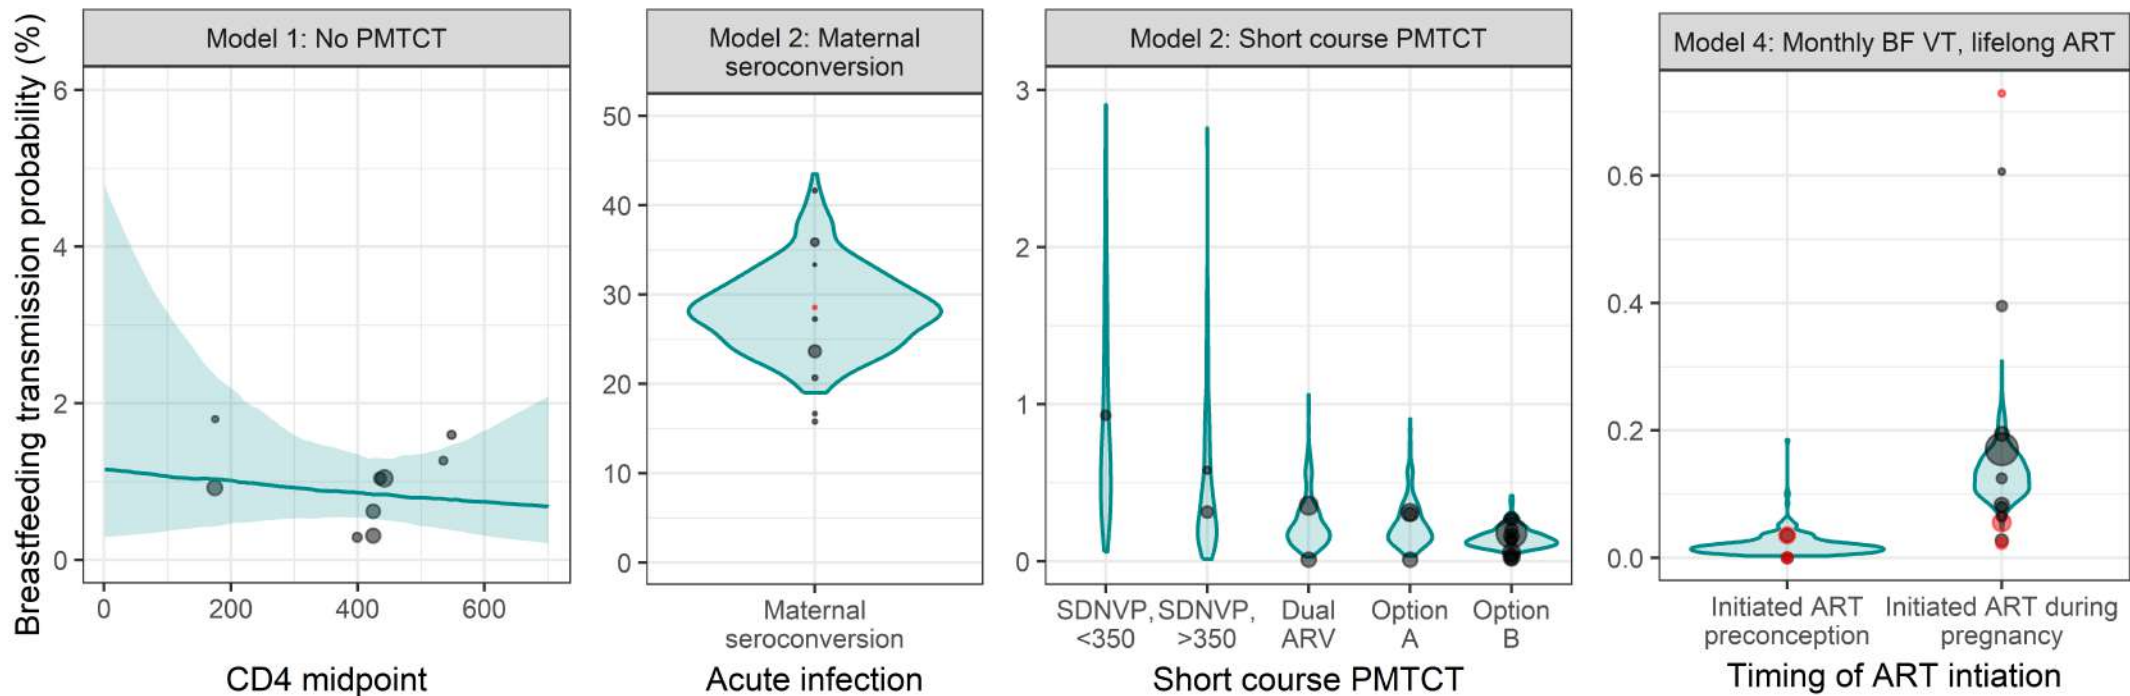 Breastfeeding transmission probability (%)
Model 1: No PMTCT
6
4
2
0
0 200 400 600
CD4 midpoint
Model 2: Maternal
seroconversion
50
40
30
20
10
0
Maternal
seroconversion
Acute infection
Model 2: Short course PMTCT
3
2
1
0
SDNVP, SDNVP, Dual Option Option
<350 >350 ARV A B
Short course PMTCT
Model 4: Monthly BF VT, lifelong ART
0.6
0.4
0.2
0.0
Initiated ART Initiated ART during
preconception pregnancy
Timing of ART intiation